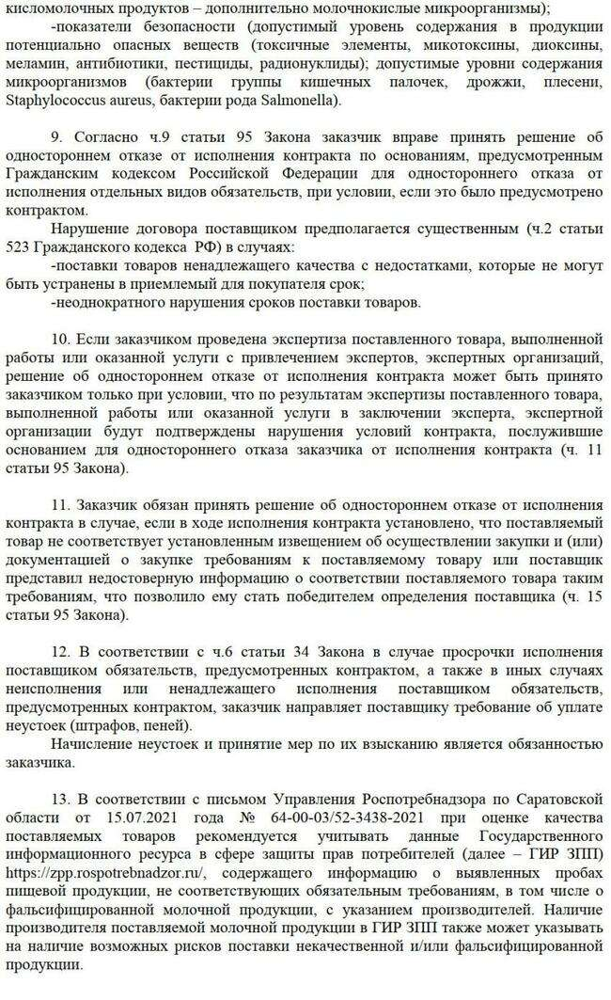 кисломолочных продуктов – дополнительно молочнокислые микроорганизмы);
-показатели безопасности (допустимый уровень содержания в продукции
потенциально опасных веществ (токсичные элементы, микотоксины, диоксины,
меламин, антибиотики, пестициды, радионуклиды); допустимые уровни содержания
микроорганизмов (бактерии группы кишечных палочек, дрожжи, плесени,
Staphylococcus aureus, бактерии рода Salmonella).
9. Согласно ч.9 статьи 95 Закона заказчик вправе принять решение об
одностороннем отказе от исполнения контракта по основаниям, предусмотренным
Гражданским кодексом Российской Федерации для одностороннего отказа от
исполнения отдельных видов обязательств, при условии, если это было предусмотрено
контрактом.
Нарушение договора поставщиком предполагается существенным (ч.2 статьи
523 Гражданского кодекса РФ) в случаях:
-поставки товаров ненадлежащего качества с недостатками, которые не могут
быть устранены в приемлемый для покупателя срок;
-неоднократного нарушения сроков поставки товаров.
10. Если заказчиком проведена экспертиза поставленного товара, выполненной
работы или оказанной услуги с привлечением экспертов, экспертных организаций,
решение об одностороннем отказе от исполнения контракта может быть принято
заказчиком только при условии, что по результатам экспертизы поставленного товара,
выполненной работы или оказанной услуги в заключении эксперта, экспертной
организации будут подтверждены нарушения условий контракта, послужившие
основанием для одностороннего отказа заказчика от исполнения контракта (ч. 11
статьи 95 Закона).
11. Заказчик обязан принять решение об одностороннем отказе от исполнения
контракта в случае, если в ходе исполнения контракта установлено, что поставляемый
товар не соответствует установленным извещением об осуществлении закупки и (или)
документацией о закупке требованиям к поставляемому товару или поставщик
представил недостоверную информацию о соответствии поставляемого товара таким
требованиям, что позволило ему стать победителем определения поставщика (ч. 15
статьи 95 Закона).
12. В соответствии с ч.6 статьи 34 Закона в случае просрочки исполнения
поставщиком обязательств, предусмотренных контрактом, а также в иных случаях
неисполнения или ненадлежащего исполнения поставщиком обязательств,
предусмотренных контрактом, заказчик направляет поставщику требование об уплате
неустоек (штрафов, пеней).
Начисление неустоек и принятие мер по их взысканию является обязанностью
заказчика.
13. В соответствии с письмом Управления Роспотребнадзора по Саратовской
области от 15.07.2021 года № 64-00-03/52-3438-2021 при оценке качества
поставляемых товаров рекомендуется учитывать данные Государственного
информационного ресурса в сфере защиты прав потребителей (далее – ГИР ЗПП)
https://zpp.rospotrebnadzor.ru/, содержащего информацию о выявленных пробах
пищевой продукции, не соответствующих обязательным требованиям, в том числе о
фальсифицированной молочной продукции, с указанием производителей. Наличие
производителя поставляемой молочной продукции в ГИР ЗПП также может указывать
на наличие возможных рисков поставки некачественной и/или фальсифицированной
продукции.